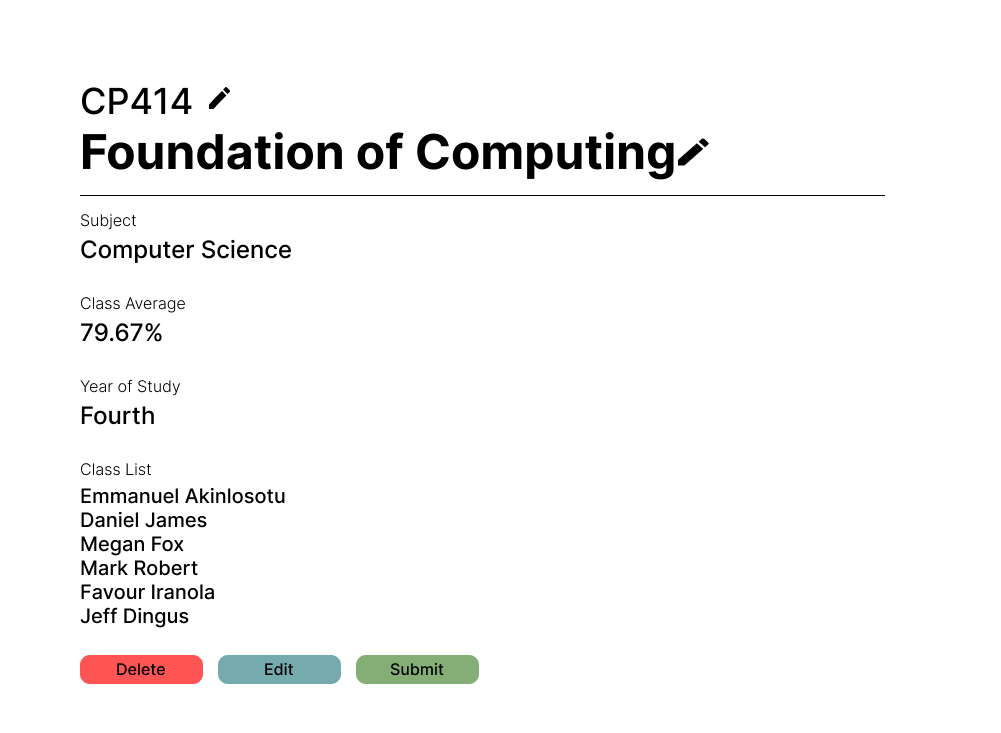 CP414
Foundation of Computing
Subject
Computer Science
Class Average
79.67%
Year of Study
Fourth
Class List
Emmanuel Akinlosotu
Daniel James
Megan Fox
Mark Robert
Favour Iranola
Jeff Dingus
Delete Edit Submit